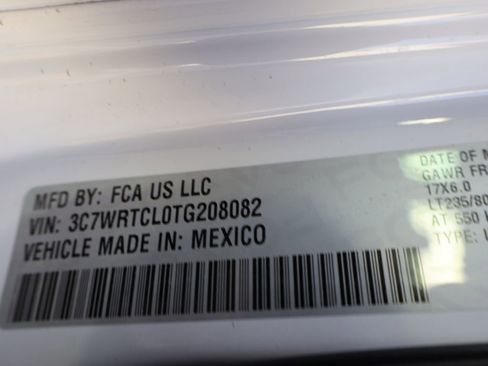 MFD BY: FCA US LLC
VIN: 3C7WRTCL0TG208082
VEHICLE MADE IN: MEXICO
DATE OF M
GAWR FR
17X6.0
LT235/80
AT 550
TYPE: